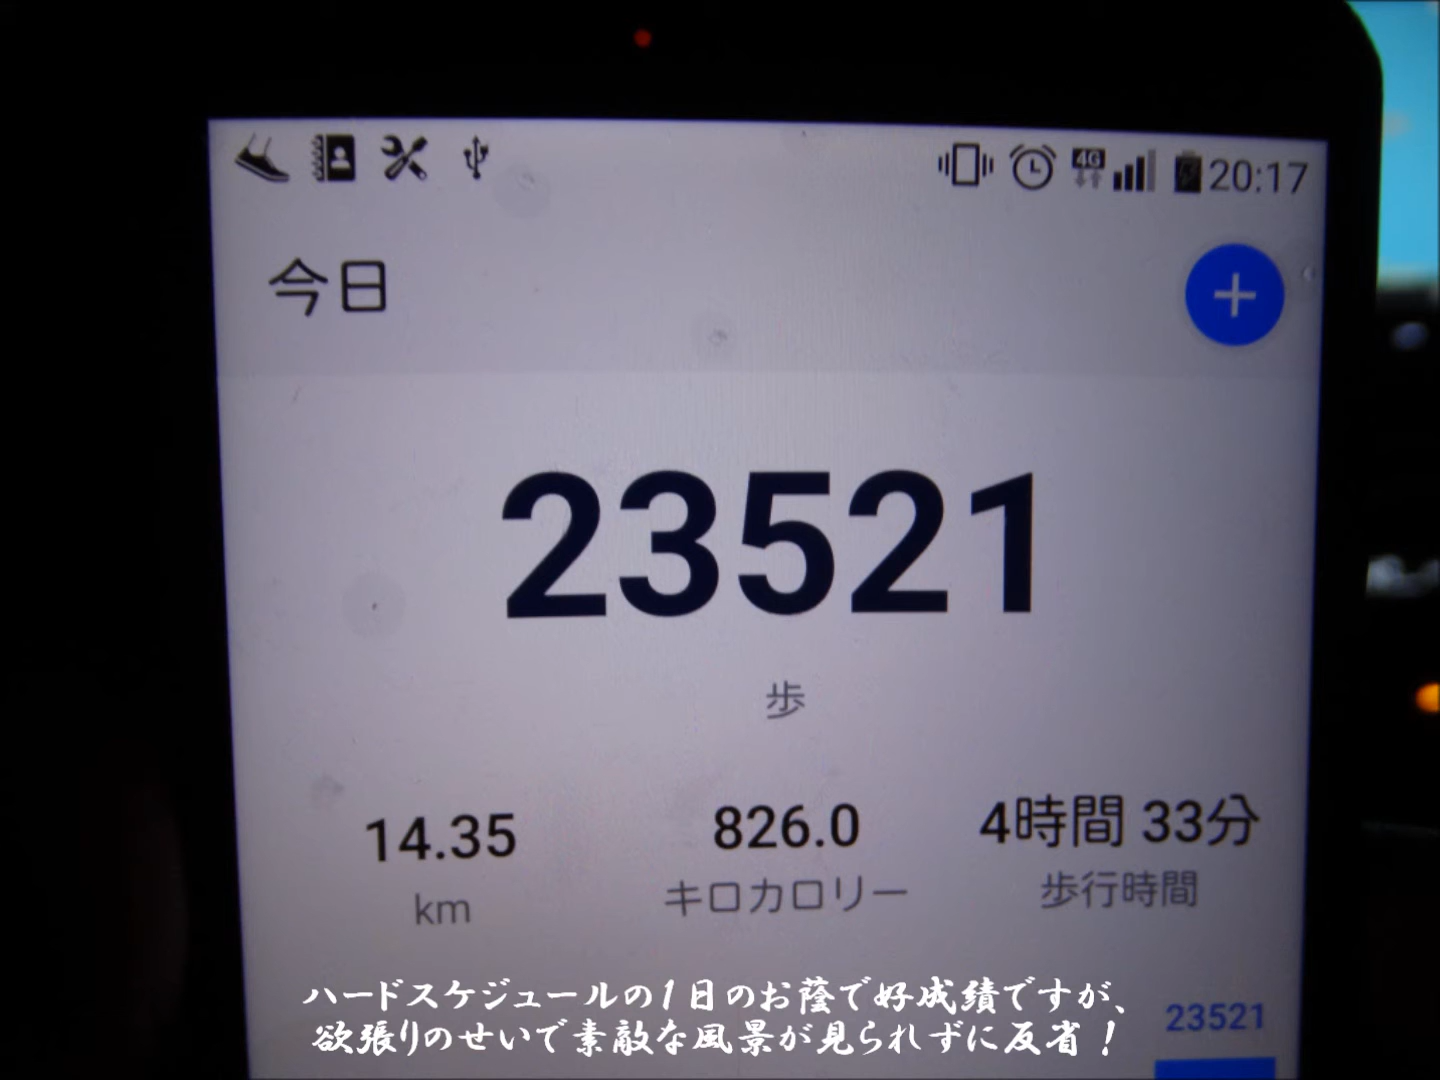 4G 20:17
今日
+
23521
歩
14.35 826.0 4時間 33分
km キロカロリー 歩行時間
ハードスケジュールの1日のお蔭で好成績ですが、
欲張りのせいで素敵な風景が見られずに反省！
23521